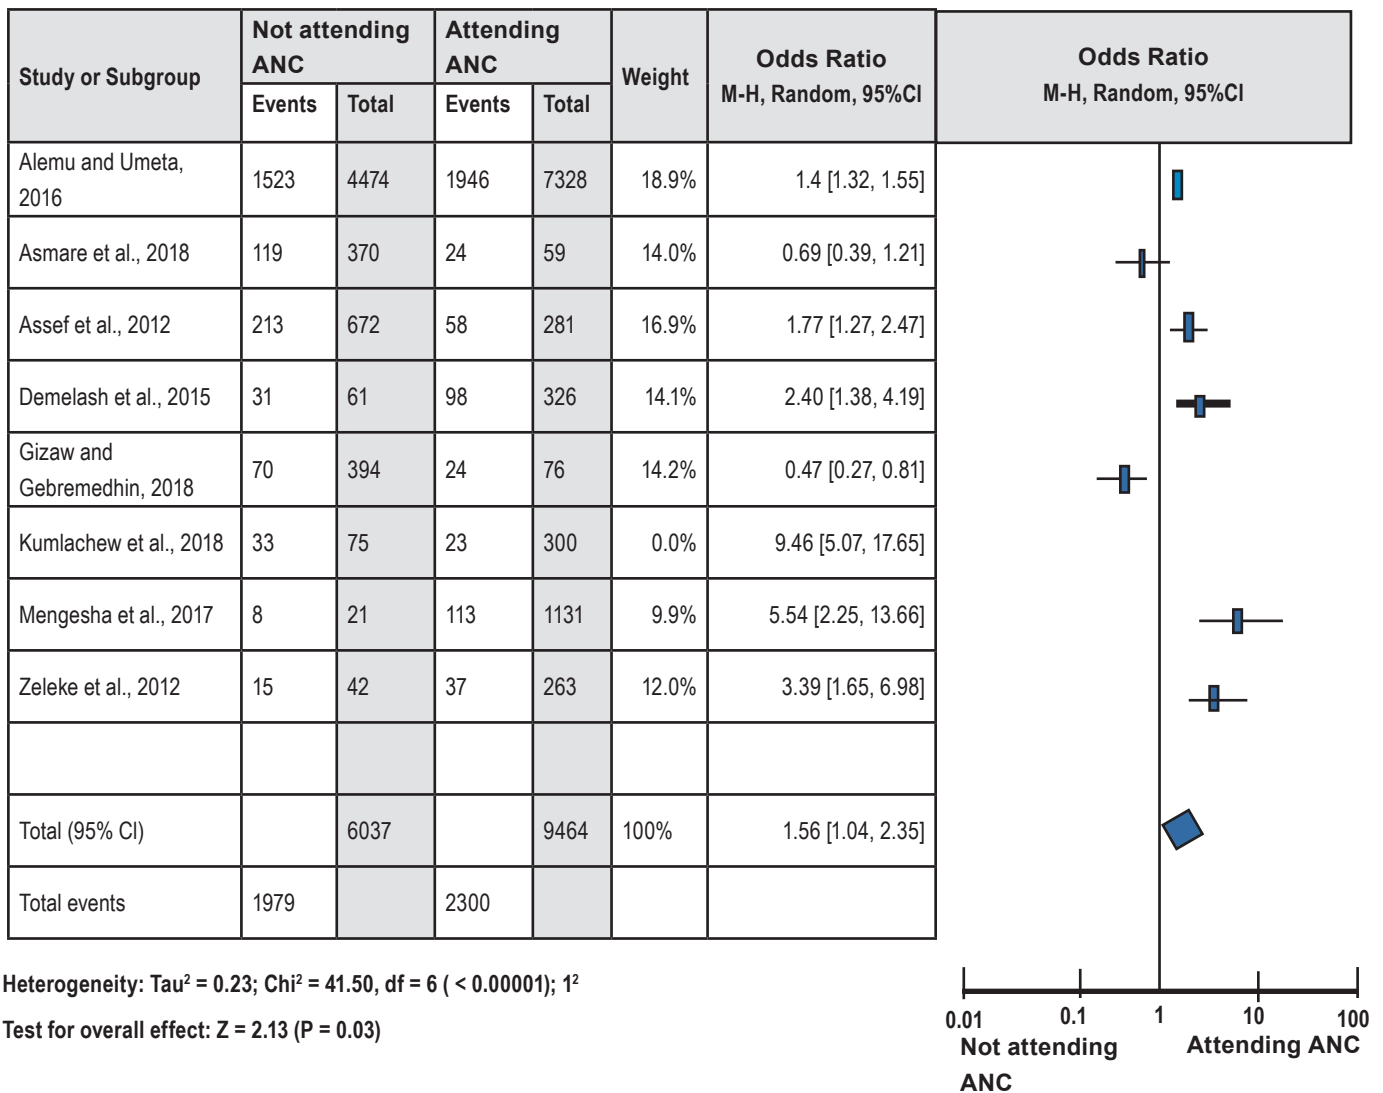 Study or Subgroup
Not attending
ANC
Attending
ANC
Weight
Odds Ratio
M-H, Random, 95%CI
Odds Ratio
M-H, Random, 95%CI
Events Total Events Total
Alemu and Umeta,
2016
1523 4474 1946 7328 18.9% 1.4 [1.32, 1.55]
Asmare et al., 2018 119 370 24 59 14.0% 0.69 [0.39, 1.21]
Assef et al., 2012 213 672 58 281 16.9% 1.77 [1.27, 2.47]
Demelash et al., 2015 31 61 98 326 14.1% 2.40 [1.38, 4.19]
Gizaw and
Gebremedhin, 2018
70 394 24 76 14.2% 0.47 [0.27, 0.81]
Kumlachew et al., 2018 33 75 23 300 0.0% 9.46 [5.07, 17.65]
Mengesha et al., 2017 8 21 113 1131 9.9% 5.54 [2.25, 13.66]
Zeleke et al., 2012 15 42 37 263 12.0% 3.39 [1.65, 6.98]
Total (95% CI) 6037 9464 100% 1.56 [1.04, 2.35]
Total events 1979 2300
Heterogeneity: Tau² = 0.23; Chi² = 41.50, df = 6 ( < 0.00001); 1²
Test for overall effect: Z = 2.13 (P = 0.03)
0.01 0.1 1 10 100
Not attending
ANC
Attending ANC